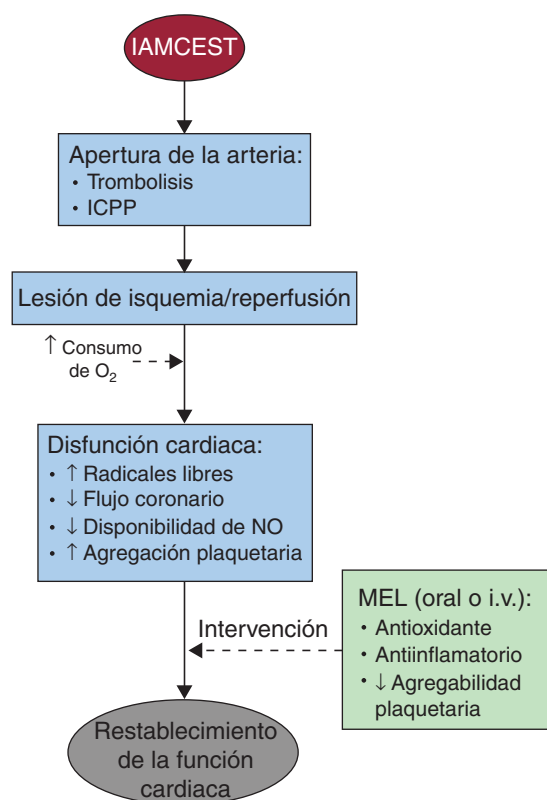 IAMCEST
Apertura de la arteria:
• Trombolisis
• ICPP
Lesión de isquemia/reperfusión
↑ Consumo
de O₂
Disfunción cardiaca:
• ↑ Radicales libres
• ↓ Flujo coronario
• ↓ Disponibilidad de NO
• ↑ Agregación plaquetaria
MEL (oral o i.v.):
• Antioxidante
• Antiinflamatorio
• ↓ Agregabilidad
plaquetaria
Intervención
Restablecimiento
de la función
cardiaca